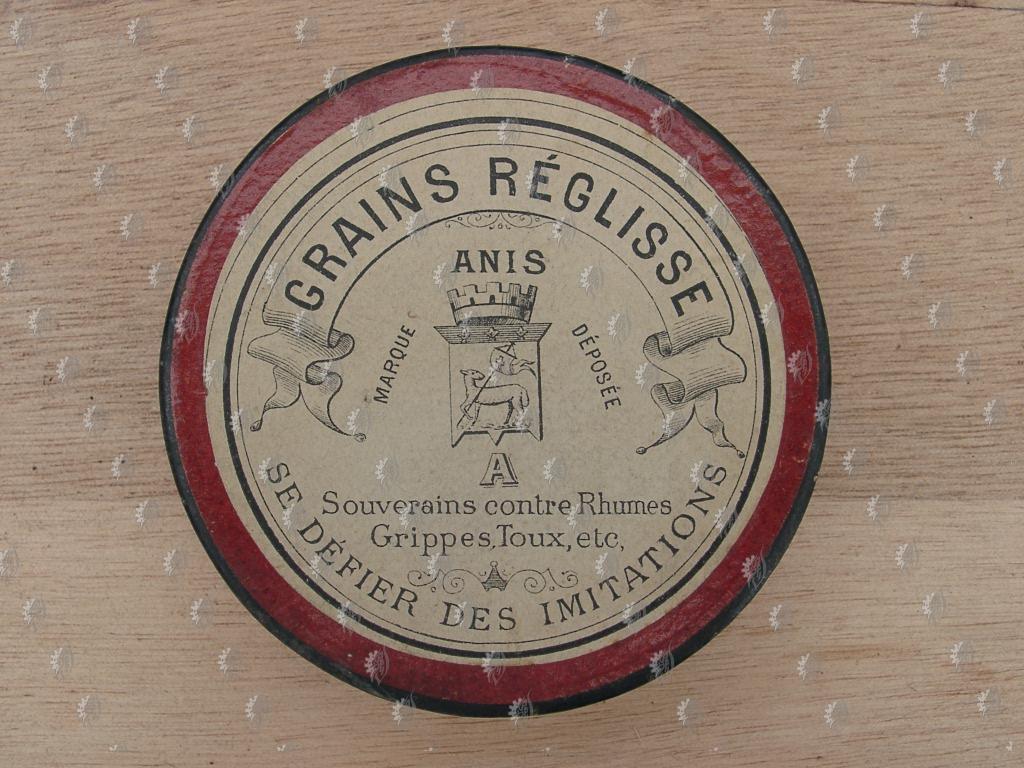 GRAINS RÉGLISSE
ANIS
MARQUE DÉPOSÉE
A
Souverains contre Rhumes
Grippes, Toux, etc,
SE DÉFIER DES IMITATIONS